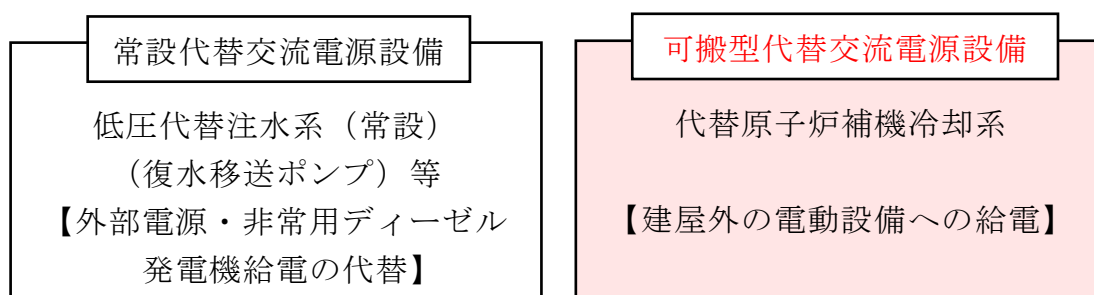 常設代替交流電源設備
低圧代替注水系（常設）
（復水移送ポンプ）等
【外部電源・非常用ディーゼル
発電機給電の代替】
可搬型代替交流電源設備
代替原子炉補機冷却系
【建屋外の電動設備への給電】